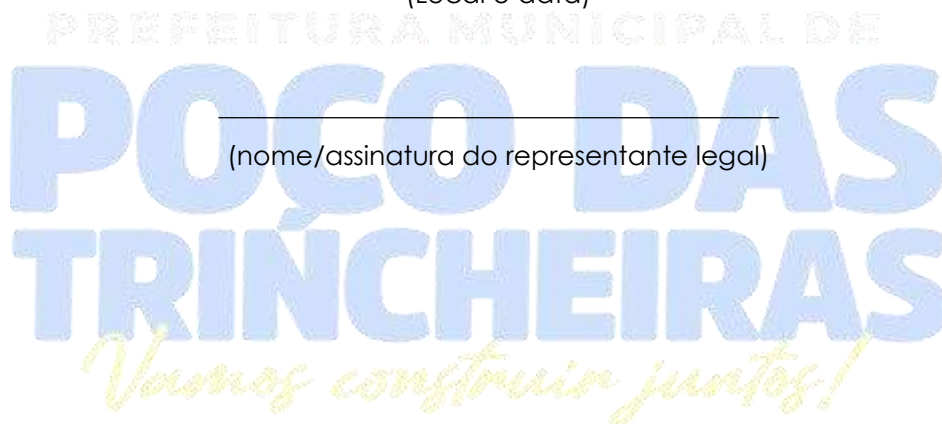 (Local e data)
PREFEITURA MUNICIPAL DE
POÇO DAS
(nome/assinatura do representante legal)
TRINCHEIRAS
Vamos construir juntos!